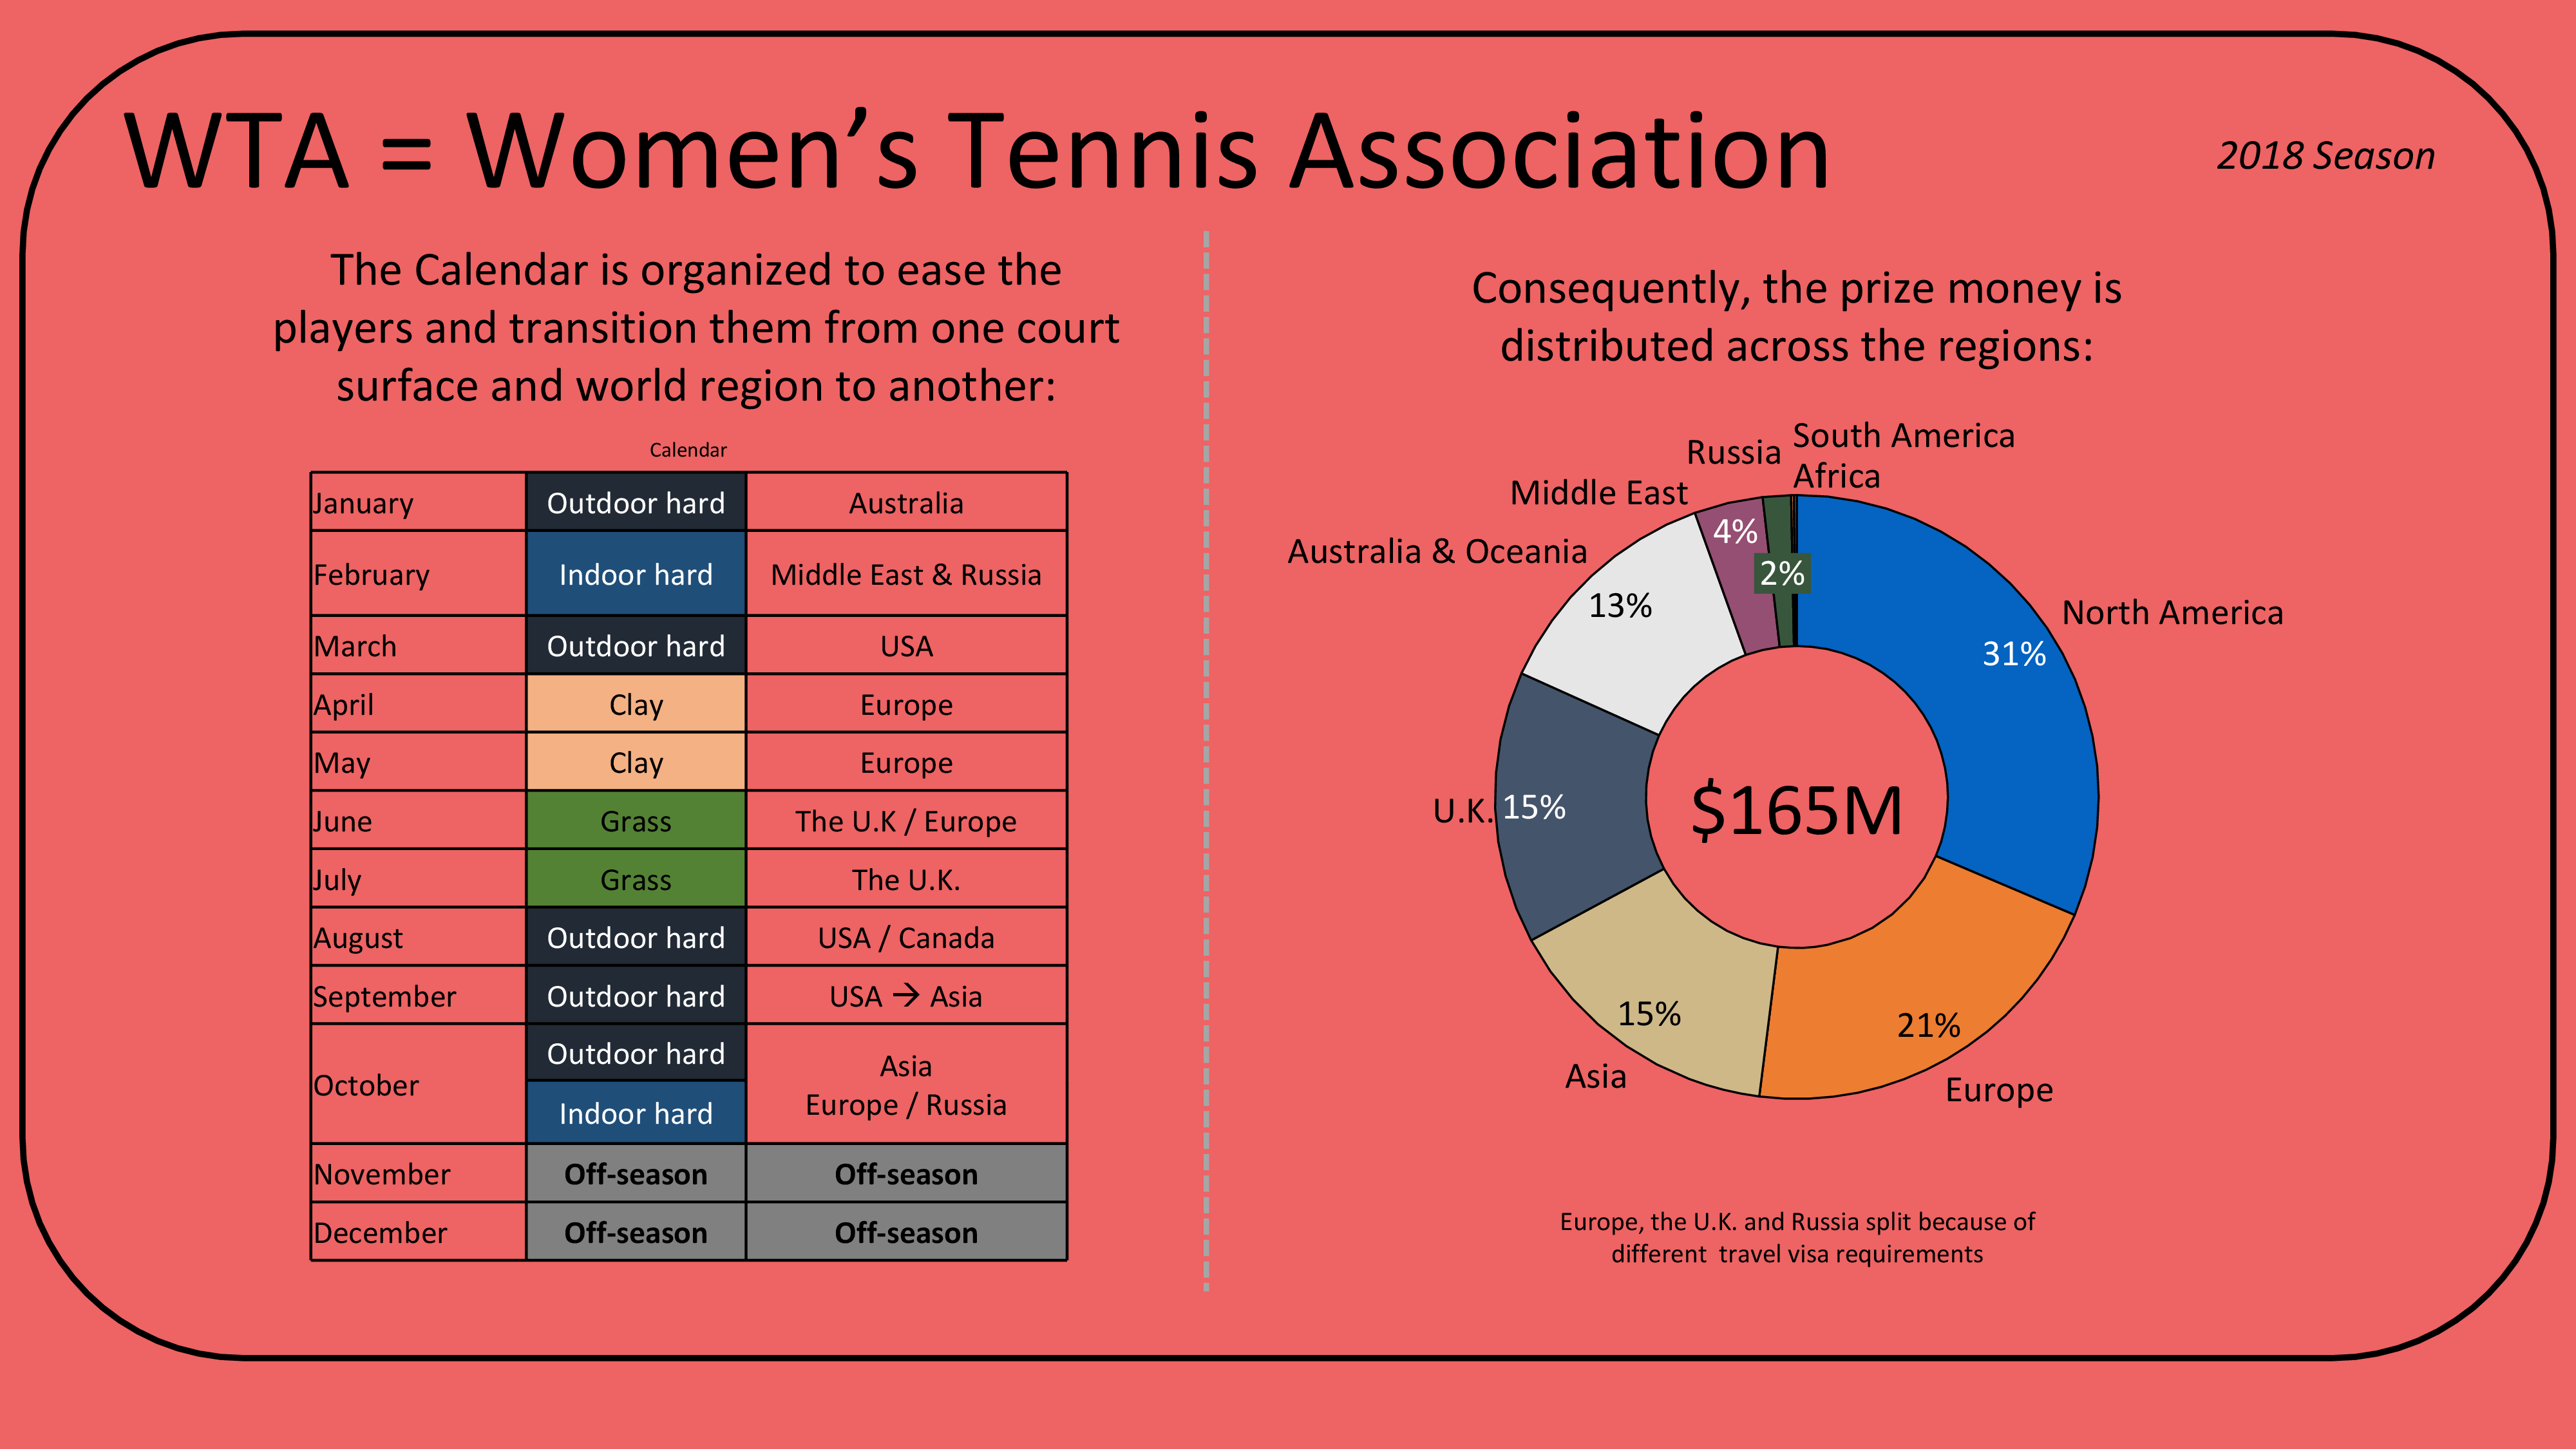 WTA = Women’s Tennis Association
2018 Season
The Calendar is organized to ease the
players and transition them from one court
surface and world region to another:
Calendar
January Outdoor hard Australia
February Indoor hard Middle East & Russia
March Outdoor hard USA
April Clay Europe
May Clay Europe
June Grass The U.K / Europe
July Grass The U.K.
August Outdoor hard USA / Canada
September Outdoor hard USA → Asia
October Outdoor hard Asia
Indoor hard Europe / Russia
November Off-season Off-season
December Off-season Off-season
Consequently, the prize money is
distributed across the regions:
South America
Russia
Africa
Middle East
4%
Australia & Oceania
2%
13%
North America
31%
U.K. 15%
$165M
15%
21%
Asia
Europe
Europe, the U.K. and Russia split because of
different  travel visa requirements